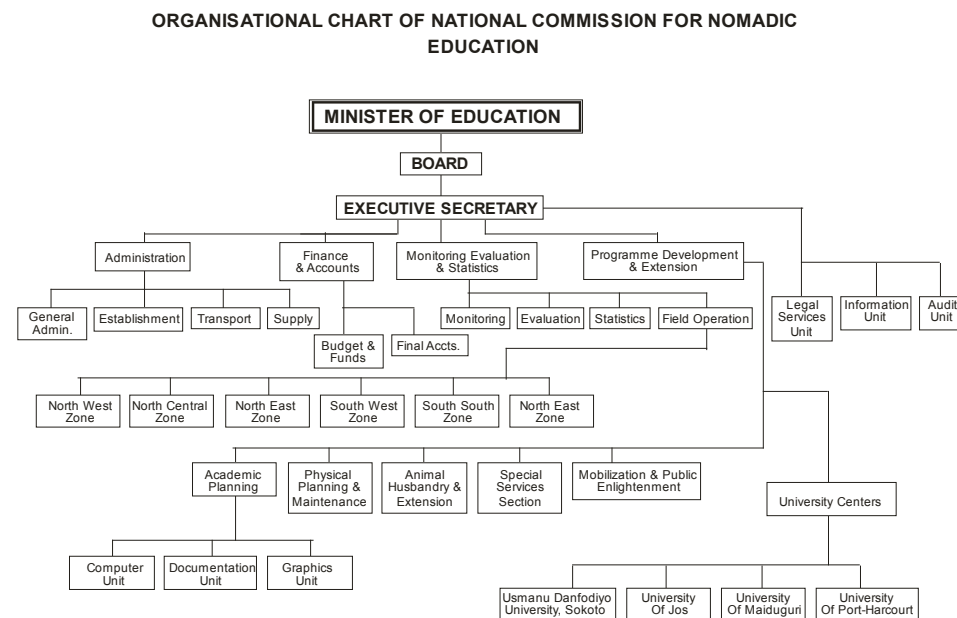 ORGANISATIONAL CHART OF NATIONAL COMMISSION FOR NOMADIC
EDUCATION
MINISTER OF EDUCATION
BOARD
EXECUTIVE SECRETARY
Administration
Finance
& Accounts
Monitoring Evaluation
& Statistics
Programme Development
& Extension
General
Admin.
Establishment
Transport
Supply
Budget &
Funds
Final Accts.
Monitoring
Evaluation
Statistics
Field Operation
Legal
Services
Unit
Information
Unit
Audit
Unit
North West
Zone
North Central
Zone
North East
Zone
South West
Zone
South South
Zone
North East
Zone
Academic
Planning
Physical
Planning &
Maintenance
Animal
Husbandry &
Extension
Special
Services
Section
Mobilization & Public
Enlightenment
University Centers
Computer
Unit
Documentation
Unit
Graphics
Unit
Usmanu Danfodiyo
University, Sokoto
University
Of Jos
University
Of Maiduguri
University
Of Port-Harcourt